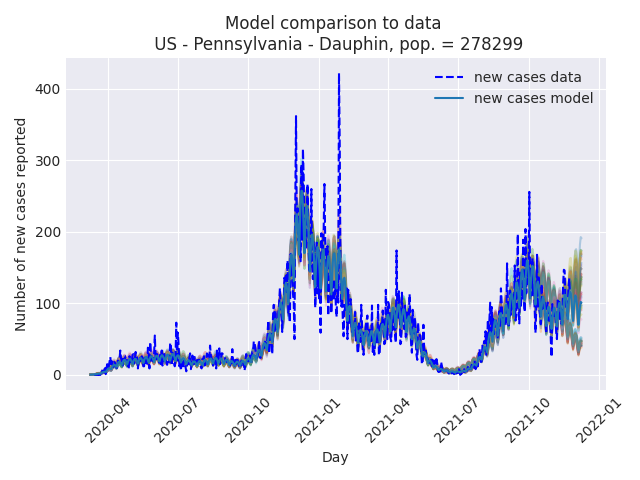 Model comparison to data
US - Pennsylvania - Dauphin, pop. = 278299
new cases data
new cases model
Number of new cases reported
400
300
200
100
0
2020-04
2020-07
2020-10
2021-01
2021-04
2021-07
2021-10
2022-01
Day